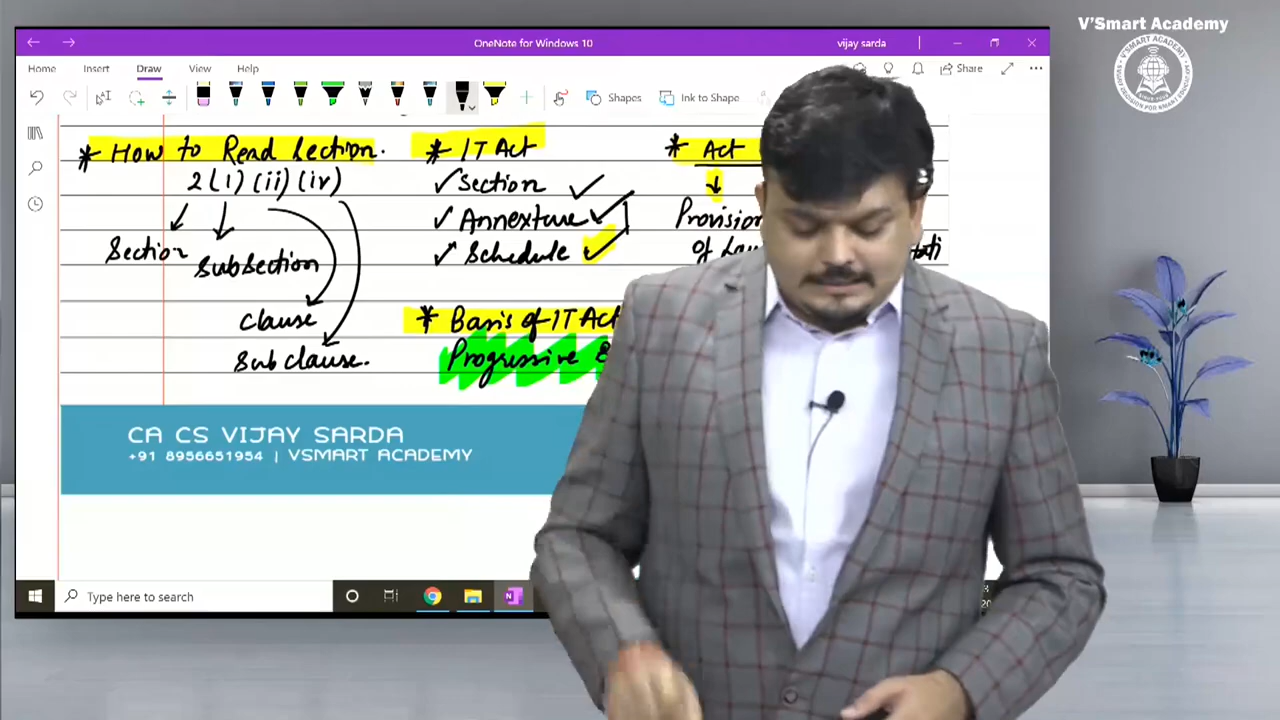 V'Smart Academy
OneNote for Windows 10
vijay sarda
Home Insert Draw View Help
Share
Shapes
Ink to Shape
* How to Read Section.
2 (i) (ii) (iv)
Section
Subsection
clause
Sub clause.
* IT Act
✓ Section ✓
✓ Annexture ✓
✓ Schedule ✓
* Basis of IT Act
Progressive
* Act
Provision
of
CA CS VIJAY SARDA
+91 8956651954 | VSMART ACADEMY
Type here to search